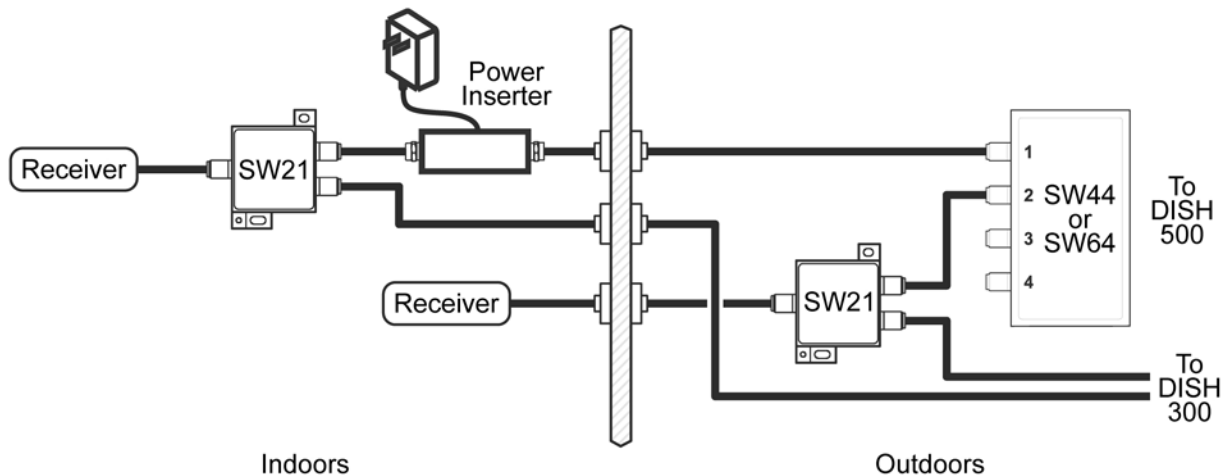 Power
Inserter
Receiver
SW21
1
2
3
4
SW44
or
SW64
To
DISH
500
Receiver
SW21
To
DISH
300
Indoors
Outdoors